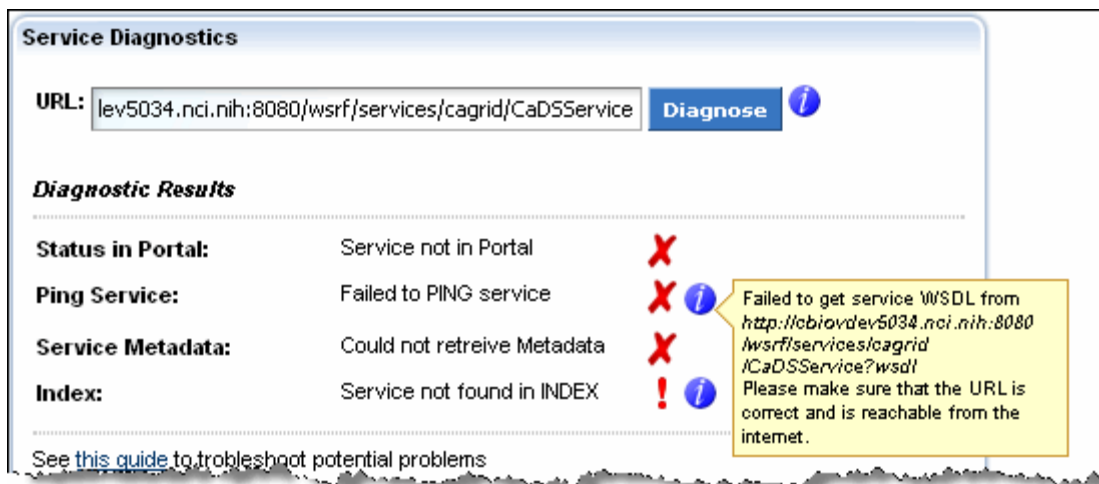 Service Diagnostics
URL: lev5034.nci.nih:8080/wsrf/services/cagrid/CaDSService Diagnose i
Diagnostic Results
Status in Portal: Service not in Portal
Ping Service: Failed to PING service i
Service Metadata: Could not retreive Metadata
Index: Service not found in INDEX ! i
Failed to get service WSDL from
http://cbiovdev5034.nci.nih:8080
/wsrf/services/cagrid
/CaDSService?wsdl
Please make sure that the URL is
correct and is reachable from the
internet.
See this guide to trobleshoot potential problems